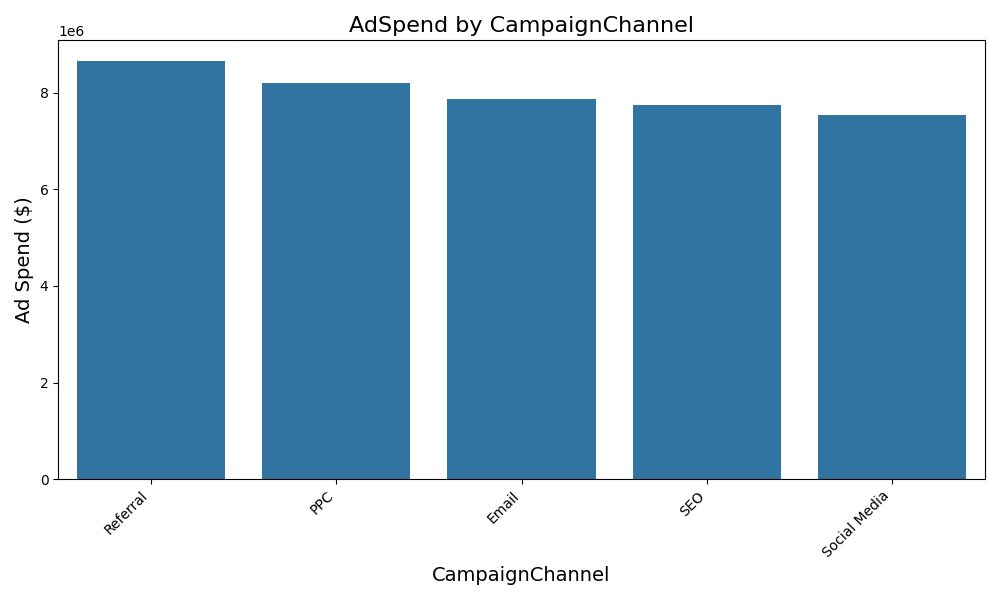 AdSpend by CampaignChannel
1e6
8
6
4
2
0
Ad Spend ($)
Referral
PPC
Email
SEO
Social Media
CampaignChannel